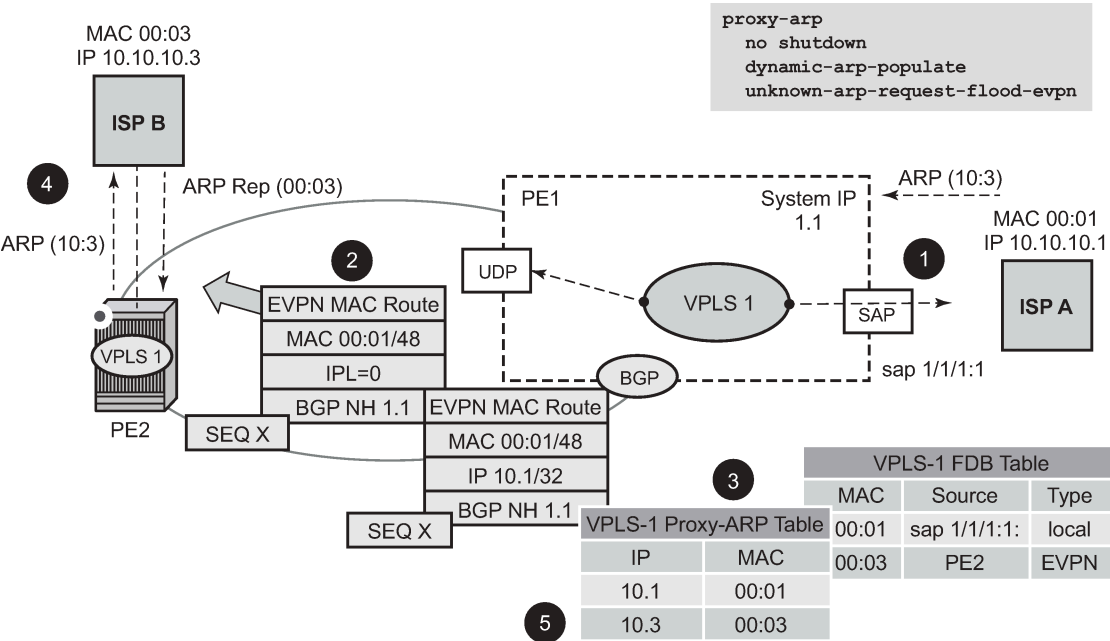 MAC 00:03
IP 10.10.10.3
ISP B
proxy-arp
no shutdown
dynamic-arp-populate
unknown-arp-request-flood-evpn
4
ARP Rep (00:03)
ARP (10:3)
PE1
System IP
1.1
ARP (10:3)
MAC 00:01
IP 10.10.10.1
1
ISP A
2
UDP
VPLS 1
SAP
sap 1/1/1:1
BGP
EVPN MAC Route
MAC 00:01/48
IPL=0
BGP NH 1.1
SEQ X
VPLS 1
PE2
EVPN MAC Route
MAC 00:01/48
IP 10.1/32
BGP NH 1.1
SEQ X
3
VPLS-1 FDB Table
MAC Source Type
00:01 sap 1/1/1:1: local
00:03 PE2 EVPN
VPLS-1 Proxy-ARP Table
IP MAC
10.1 00:01
10.3 00:03
5